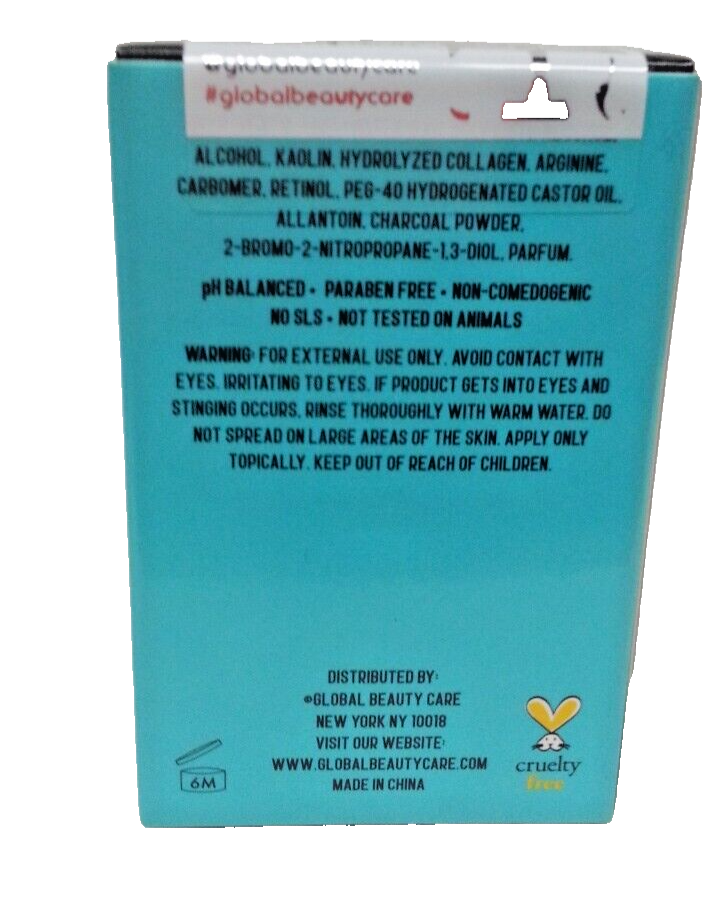 @globalbeautycare
#globalbeautycare
ALCOHOL, KAOLIN, HYDROLYZED COLLAGEN, ARGININE,
CARBOMER, RETINOL, PEG-40 HYDROGENATED CASTOR OIL,
ALLANTOIN, CHARCOAL POWDER,
2-BROMO-2-NITROPROPANE-1,3-DIOL, PARFUM.
pH BALANCED • PARABEN FREE • NON-COMEDOGENIC
NO SLS • NOT TESTED ON ANIMALS
WARNING: FOR EXTERNAL USE ONLY. AVOID CONTACT WITH
EYES. IRRITATING TO EYES. IF PRODUCT GETS INTO EYES AND
STINGING OCCURS, RINSE THOROUGHLY WITH WARM WATER. DO
NOT SPREAD ON LARGE AREAS OF THE SKIN. APPLY ONLY
TOPICALLY. KEEP OUT OF REACH OF CHILDREN.
DISTRIBUTED BY:
©GLOBAL BEAUTY CARE
NEW YORK NY 10018
VISIT OUR WEBSITE:
WWW.GLOBALBEAUTYCARE.COM
MADE IN CHINA
6M
cruelty
free